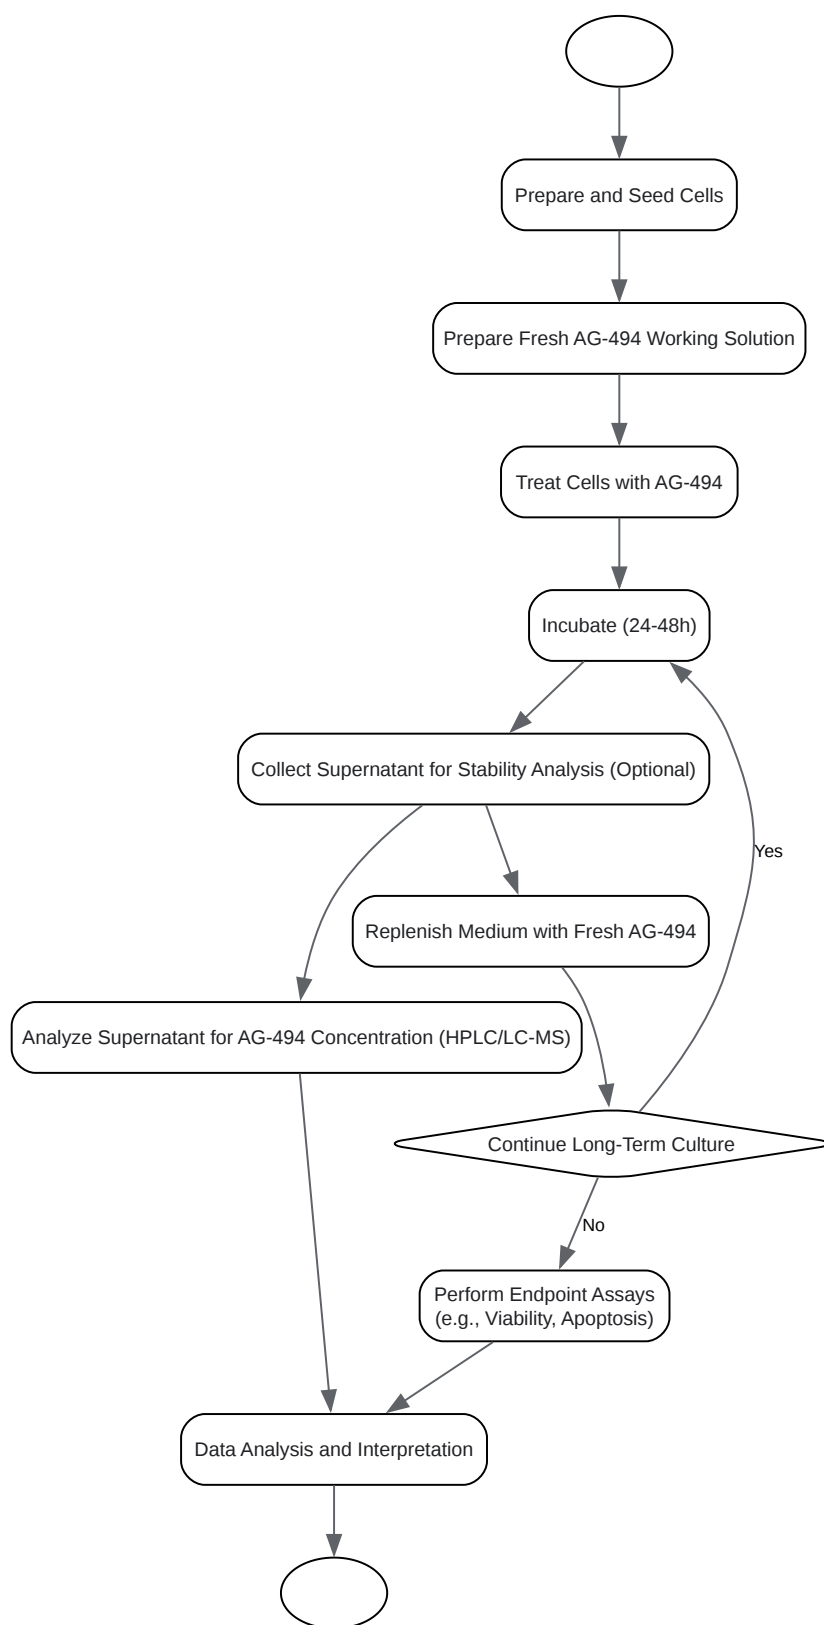 Prepare and Seed Cells
Prepare Fresh AG-494 Working Solution
Treat Cells with AG-494
Incubate (24-48h)
Collect Supernatant for Stability Analysis (Optional)
Yes
Replenish Medium with Fresh AG-494
Analyze Supernatant for AG-494 Concentration (HPLC/LC-MS)
Continue Long-Term Culture
No
Perform Endpoint Assays
(e.g., Viability, Apoptosis)
Data Analysis and Interpretation